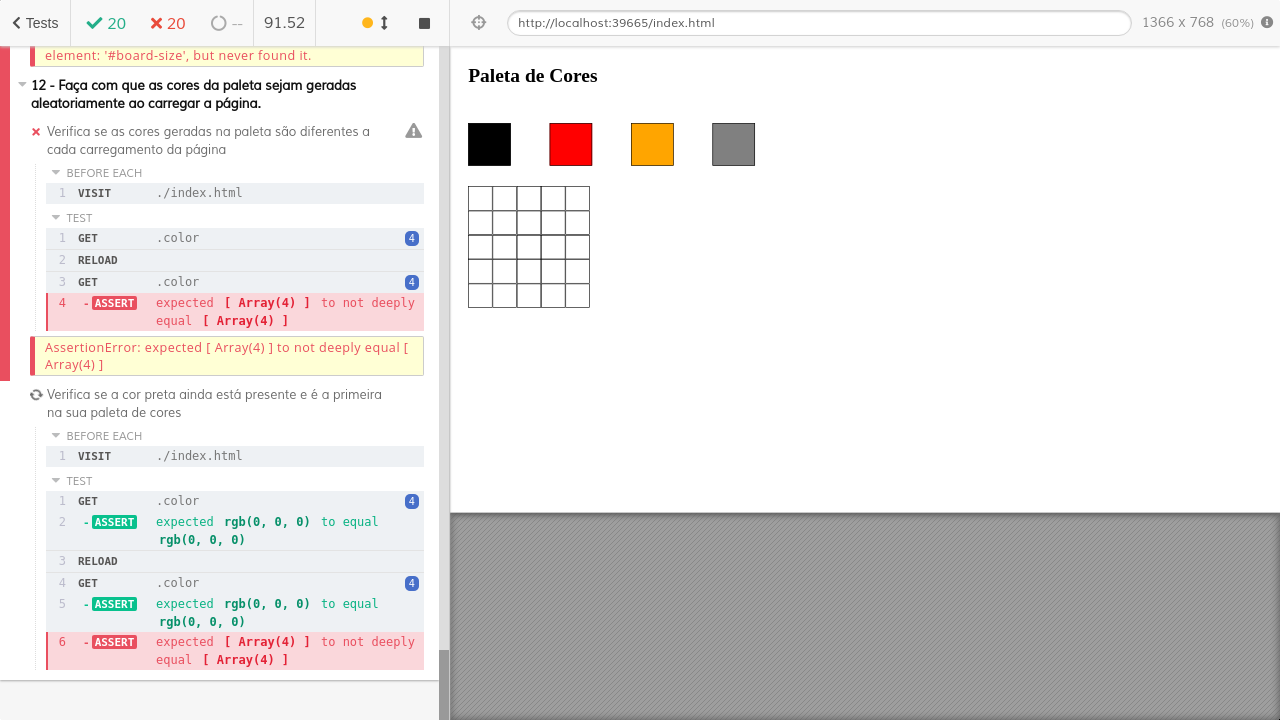 Tests
20
20
--
91.52
http://localhost:39665/index.html
1366 x 768 (60%)
element: '#board-size', but never found it.
12 - Faça com que as cores da paleta sejam geradas
aleatoriamente ao carregar a página.
Verifica se as cores geradas na paleta são diferentes a
cada carregamento da página
BEFORE EACH
1 VISIT ./index.html
TEST
1 GET .color 4
2 RELOAD
3 GET .color 4
4 -ASSERT expected [ Array(4) ] to not deeply
equal [ Array(4) ]
AssertionError: expected [ Array(4) ] to not deeply equal [
Array(4) ]
Verifica se a cor preta ainda está presente e é a primeira
na sua paleta de cores
BEFORE EACH
1 VISIT ./index.html
TEST
1 GET .color 4
2 -ASSERT expected rgb(0, 0, 0) to equal
rgb(0, 0, 0)
3 RELOAD
4 GET .color 4
5 -ASSERT expected rgb(0, 0, 0) to equal
rgb(0, 0, 0)
6 -ASSERT expected [ Array(4) ] to not deeply
equal [ Array(4) ]
Paleta de Cores